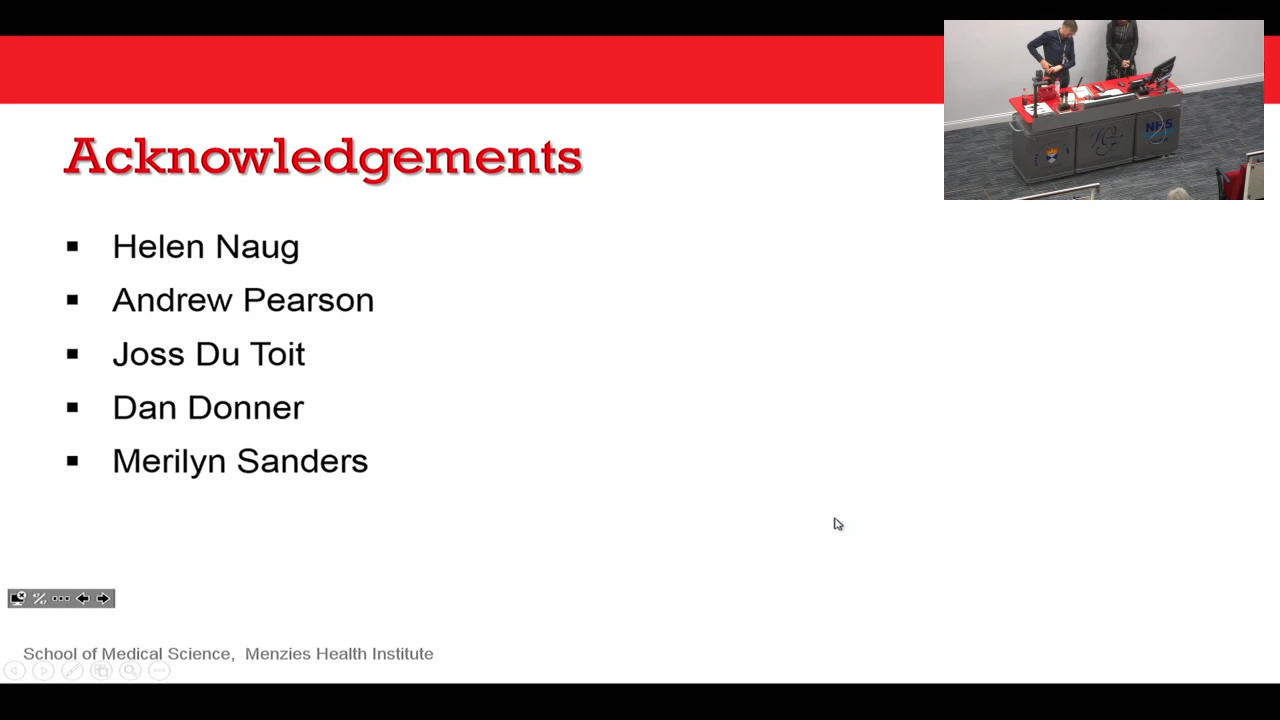 Acknowledgements
NHS
▪ Helen Naug
▪ Andrew Pearson
▪ Joss Du Toit
▪ Dan Donner
▪ Merilyn Sanders
School of Medical Science, Menzies Health Institute